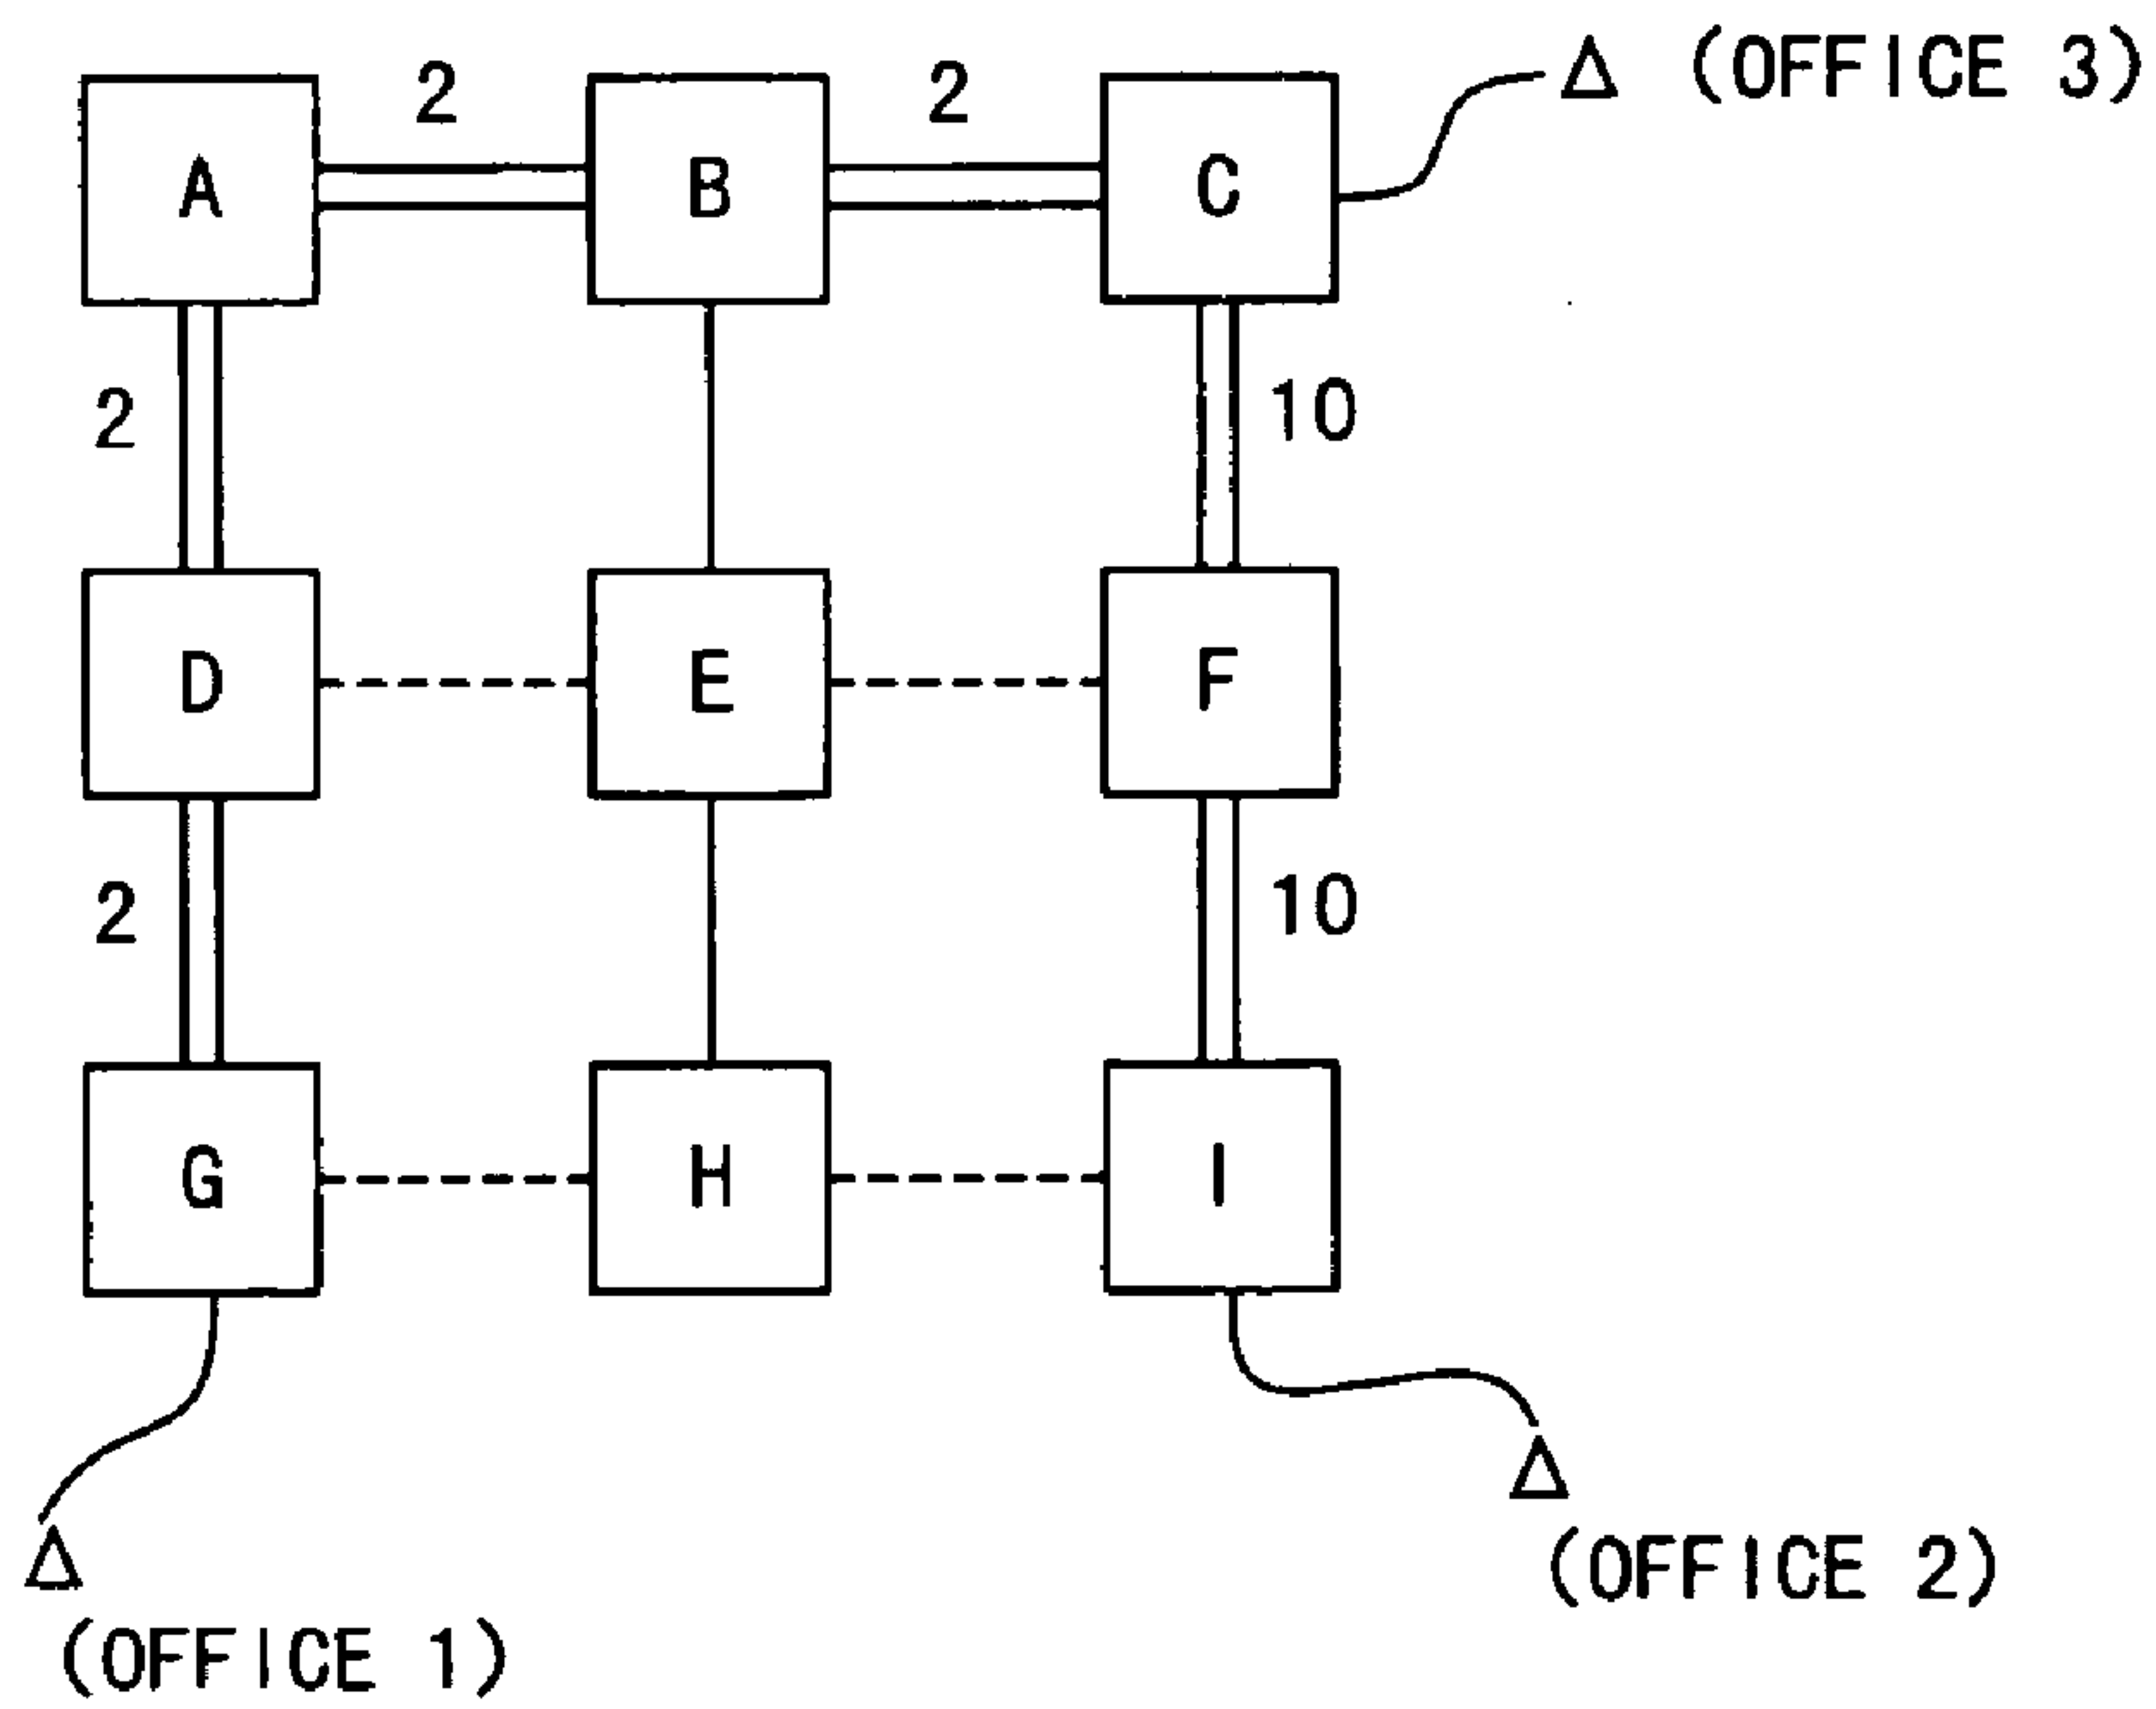 2 2
Δ (OFFICE 3)
A B C
2 10
D E F
2 10
G H I
Δ
(OFFICE 2)
Δ
(OFFICE 1)